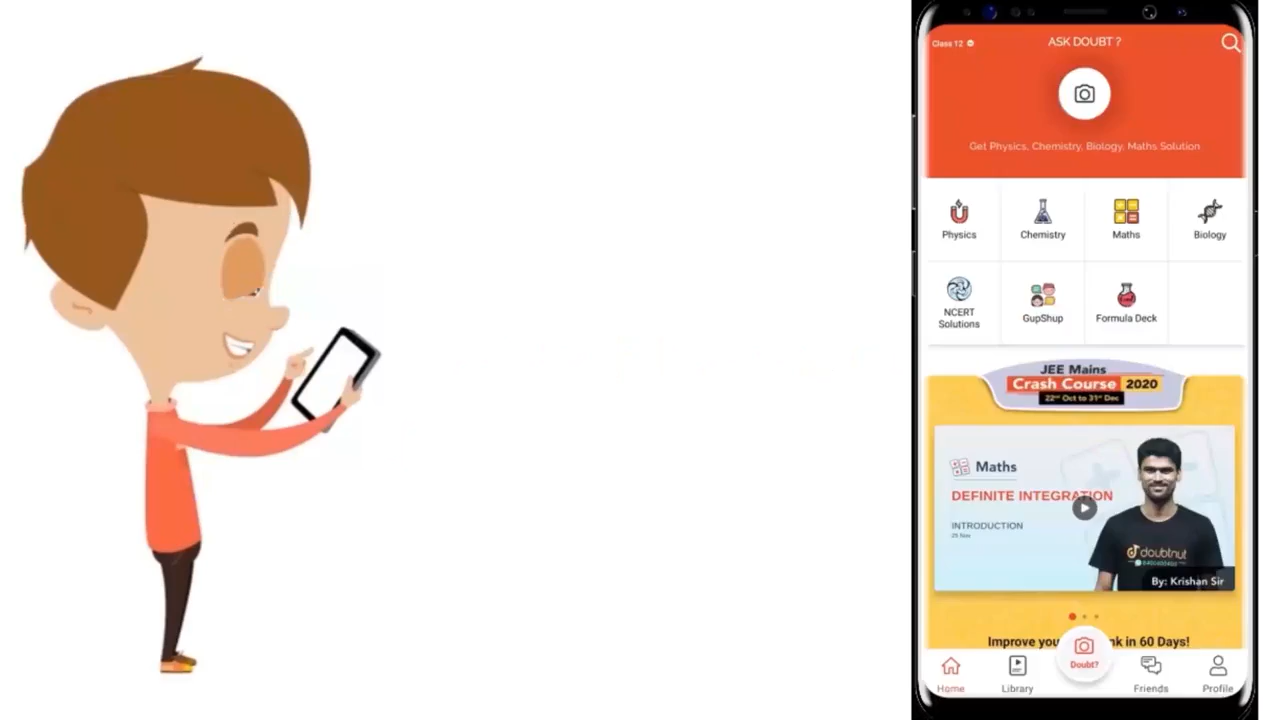 Class 12
ASK DOUBT ?
Get Physics, Chemistry, Biology, Maths Solution
Physics
Chemistry
Maths
Biology
NCERT
Solutions
GupShup
Formula Deck
JEE Mains
Crash Course 2020
22nd Oct to 31st Dec
Maths
DEFINITE INTEGRATION
INTRODUCTION
doubtnut
By: Krishan Sir
Improve you nk in 60 Days!
Doubt?
Home
Library
Friends
Profile